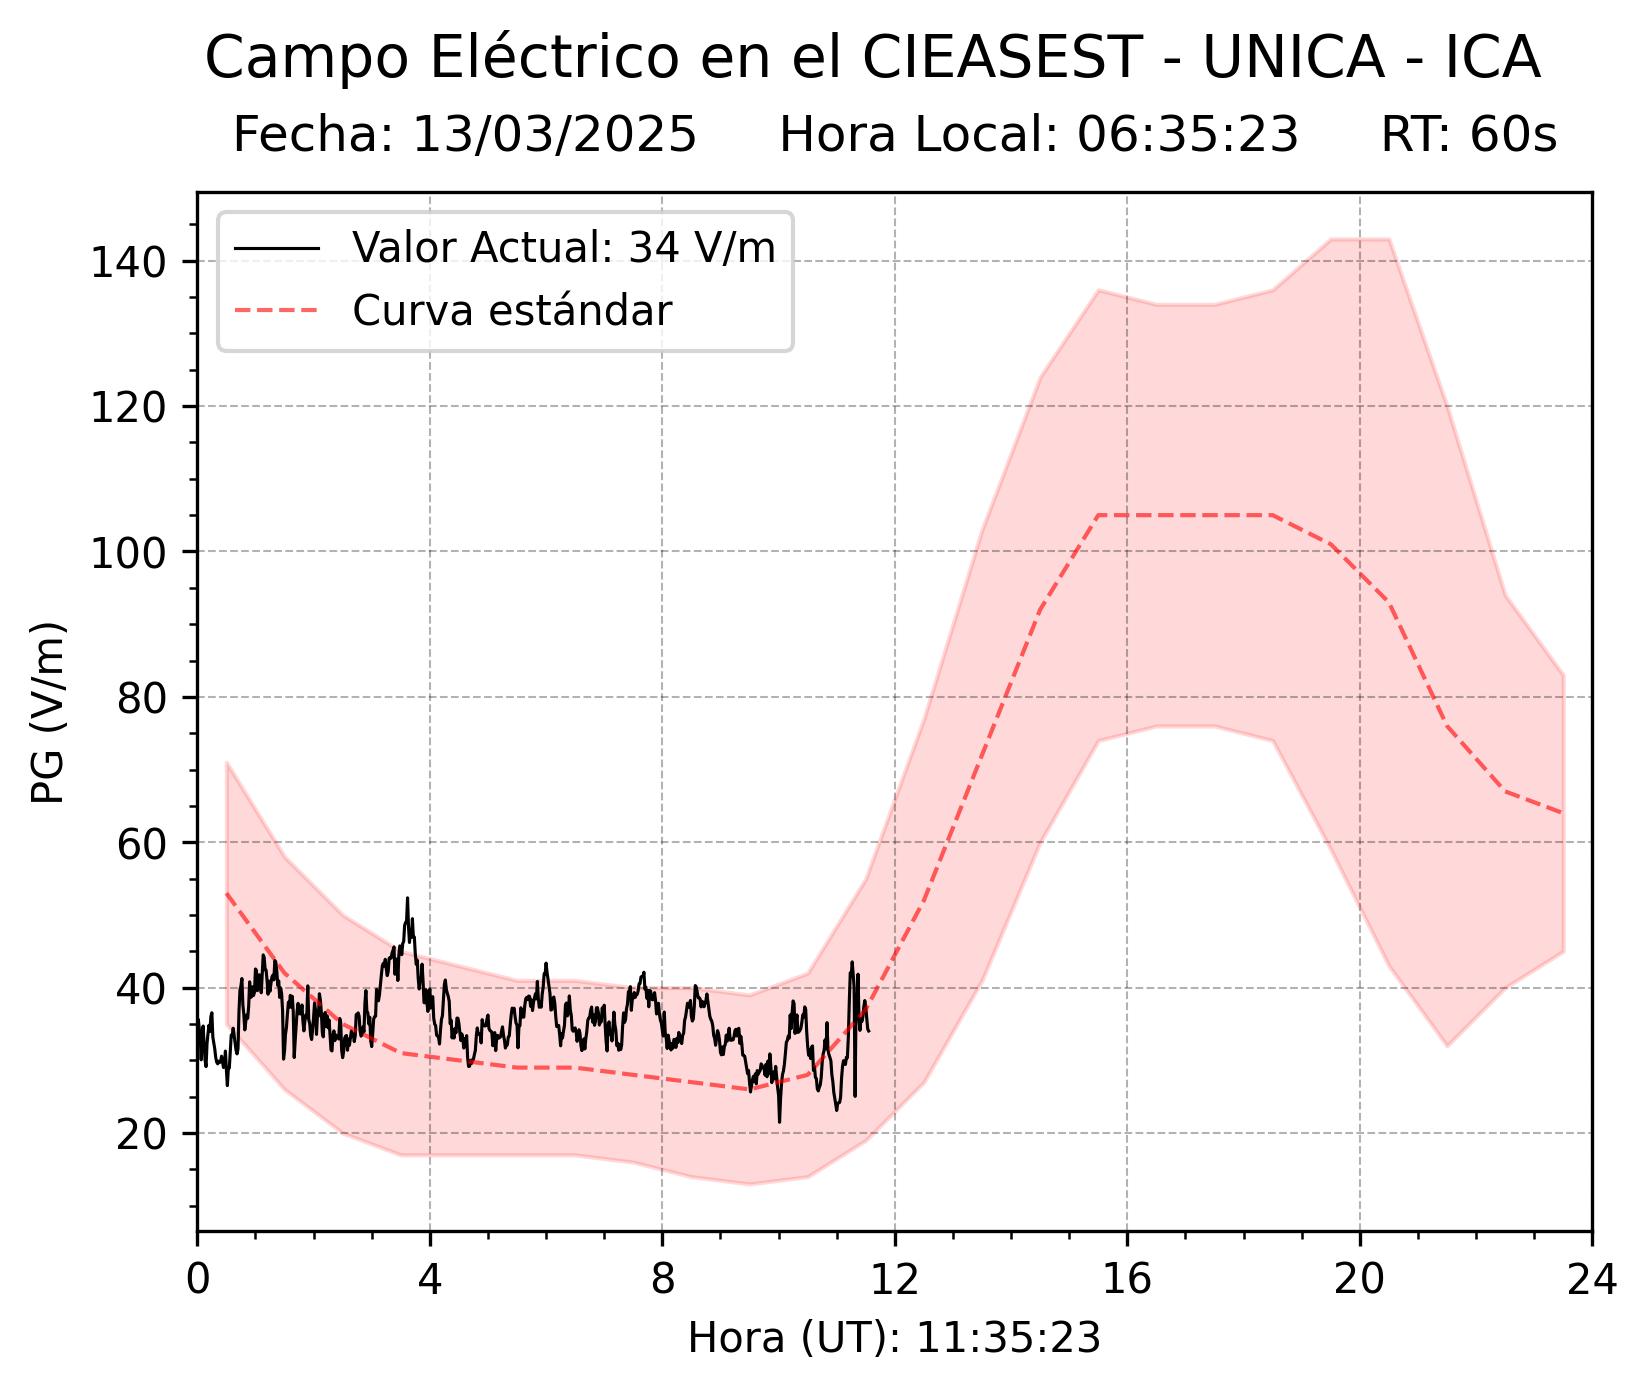 Campo Eléctrico en el CIEASEST - UNICA - ICA
Fecha: 13/03/2025 Hora Local: 06:35:23 RT: 60s
Valor Actual: 34 V/m
Curva estándar
140
120
100
80
60
40
20
PG (V/m)
0 4 8 12 16 20 24
Hora (UT): 11:35:23